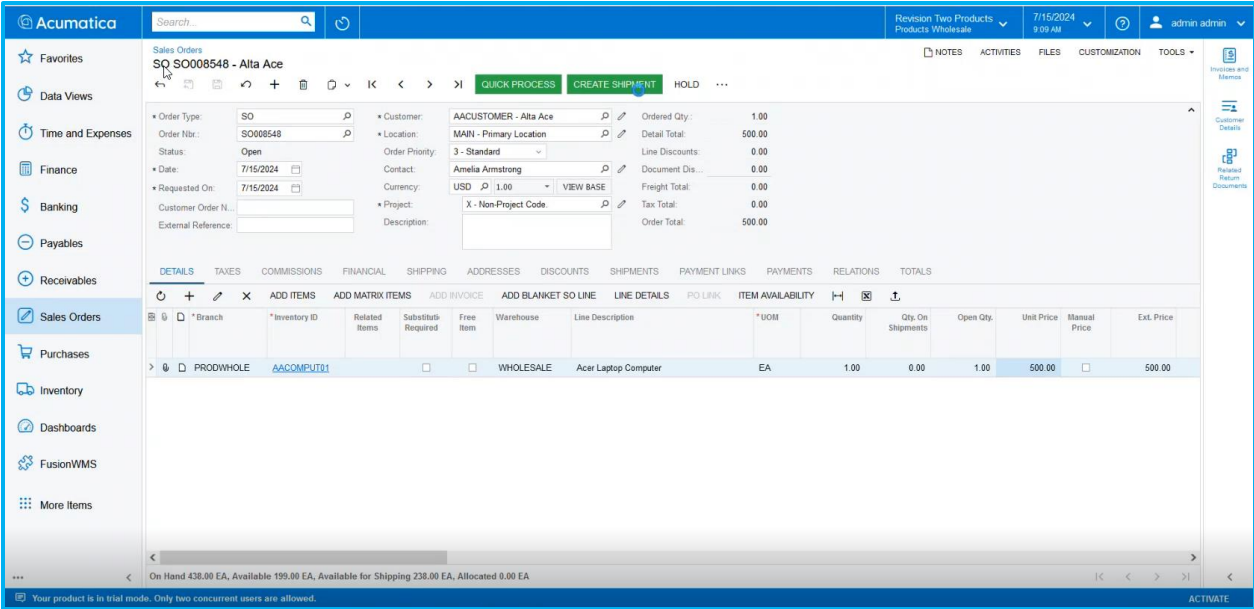 Acumatica
Search...
Revision Two Products
Products Wholesale
7/15/2024
9:09 AM
admin admin
Favorites
Data Views
Time and Expenses
Finance
Banking
Payables
Receivables
Sales Orders
Purchases
Inventory
Dashboards
FusionWMS
More Items
Sales Orders
SO SO008548 - Alta Ace
NOTES ACTIVITIES FILES CUSTOMIZATION TOOLS
QUICK PROCESS CREATE SHIPMENT HOLD
* Order Type: SO
Order Nbr.: SO008548
Status: Open
* Date: 7/15/2024
* Requested On: 7/15/2024
Customer Order N...
External Reference:
* Customer: AACUSTOMER - Alta Ace
* Location: MAIN - Primary Location
Order Priority: 3 - Standard
Contact: Amelia Armstrong
Currency: USD 1.00 VIEW BASE
* Project: X - Non-Project Code.
Description:
Ordered Qty.: 1.00
Detail Total: 500.00
Line Discounts: 0.00
Document Dis... 0.00
Freight Total: 0.00
Tax Total: 0.00
Order Total: 500.00
Invoices and
Memos
Customer
Details
Related
Return
Documents
DETAILS TAXES COMMISSIONS FINANCIAL SHIPPING ADDRESSES DISCOUNTS SHIPMENTS PAYMENT LINKS PAYMENTS RELATIONS TOTALS
ADD ITEMS ADD MATRIX ITEMS ADD INVOICE ADD BLANKET SO LINE LINE DETAILS PO LINK ITEM AVAILABILITY
* Branch * Inventory ID Related Substituti Free Warehouse Line Description * UOM Quantity Qty. On Open Qty. Unit Price Manual Ext. Price
Items Required Item Shipments Price
PRODWHOLE AACOMPUT01 WHOLESALE Acer Laptop Computer EA 1.00 0.00 1.00 500.00 500.00
On Hand 438.00 EA, Available 199.00 EA, Available for Shipping 238.00 EA, Allocated 0.00 EA
Your product is in trial mode. Only two concurrent users are allowed. ACTIVATE